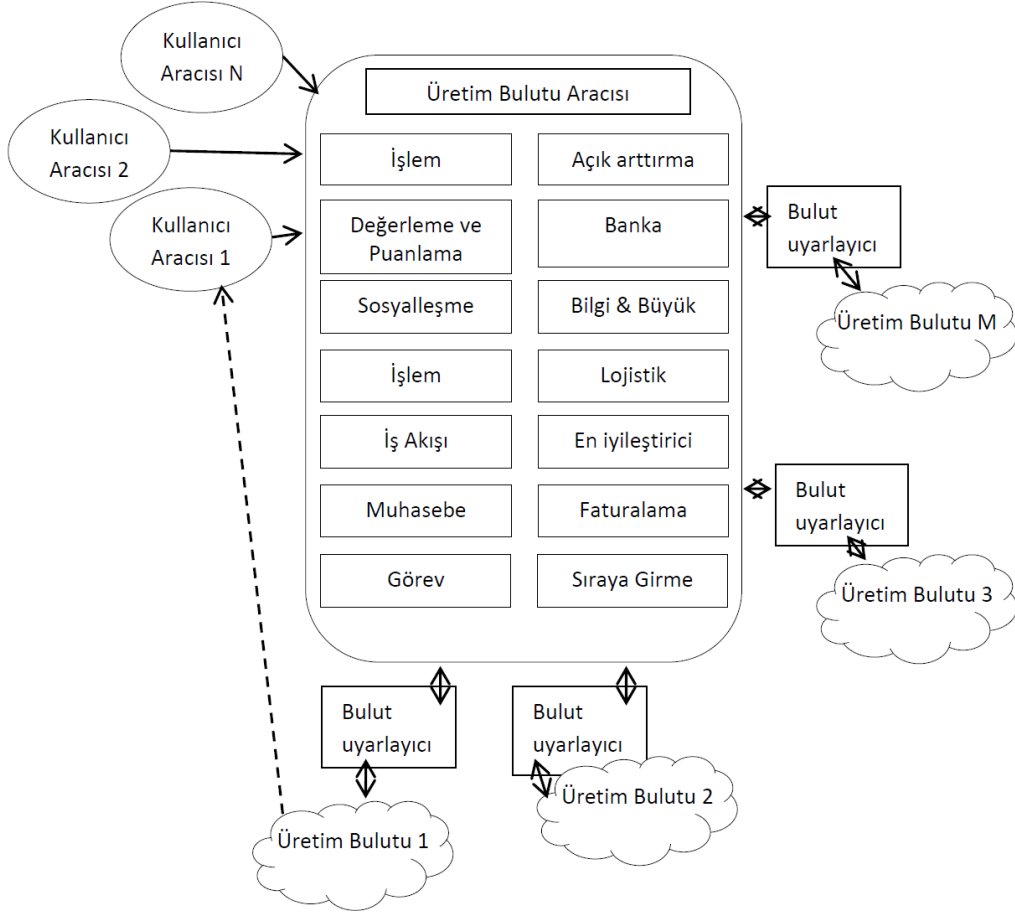 Kullanıcı
Aracısı N
Kullanıcı
Aracısı 2
Kullanıcı
Aracısı 1
Üretim Bulutu Aracısı
İşlem
Açık arttırma
Değerleme ve
Puanlama
Banka
Sosyalleşme
Bilgi & Büyük
İşlem
Lojistik
İş Akışı
En iyileştirici
Muhasebe
Faturalama
Görev
Sıraya Girme
Bulut
uyarlayıcı
Üretim Bulutu M
Bulut
uyarlayıcı
Üretim Bulutu 3
Bulut
uyarlayıcı
Üretim Bulutu 1
Bulut
uyarlayıcı
Üretim Bulutu 2